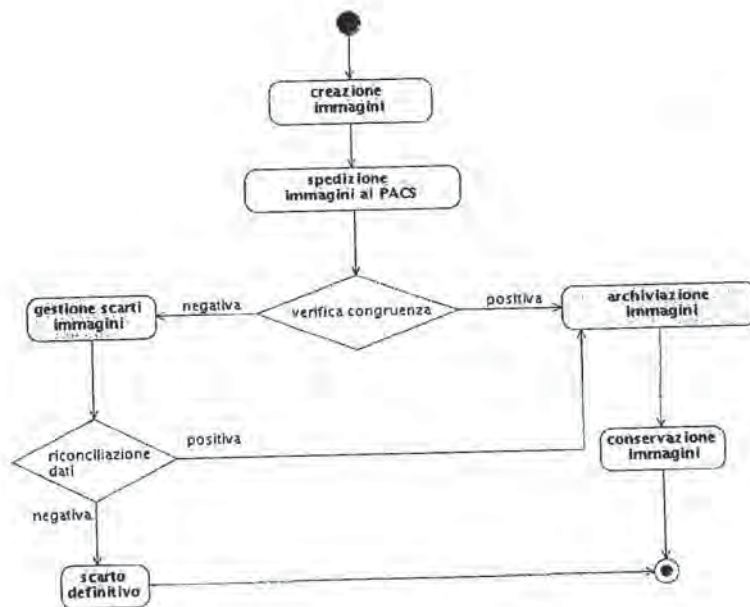 creazione
immagini
spedizione
immagini al PACS
verifica congruenza
negativa
positiva
gestione scarti
immagini
archiviazione
immagini
riconciliazione
dati
positiva
negativa
conservazione
immagini
scarto
definitivo